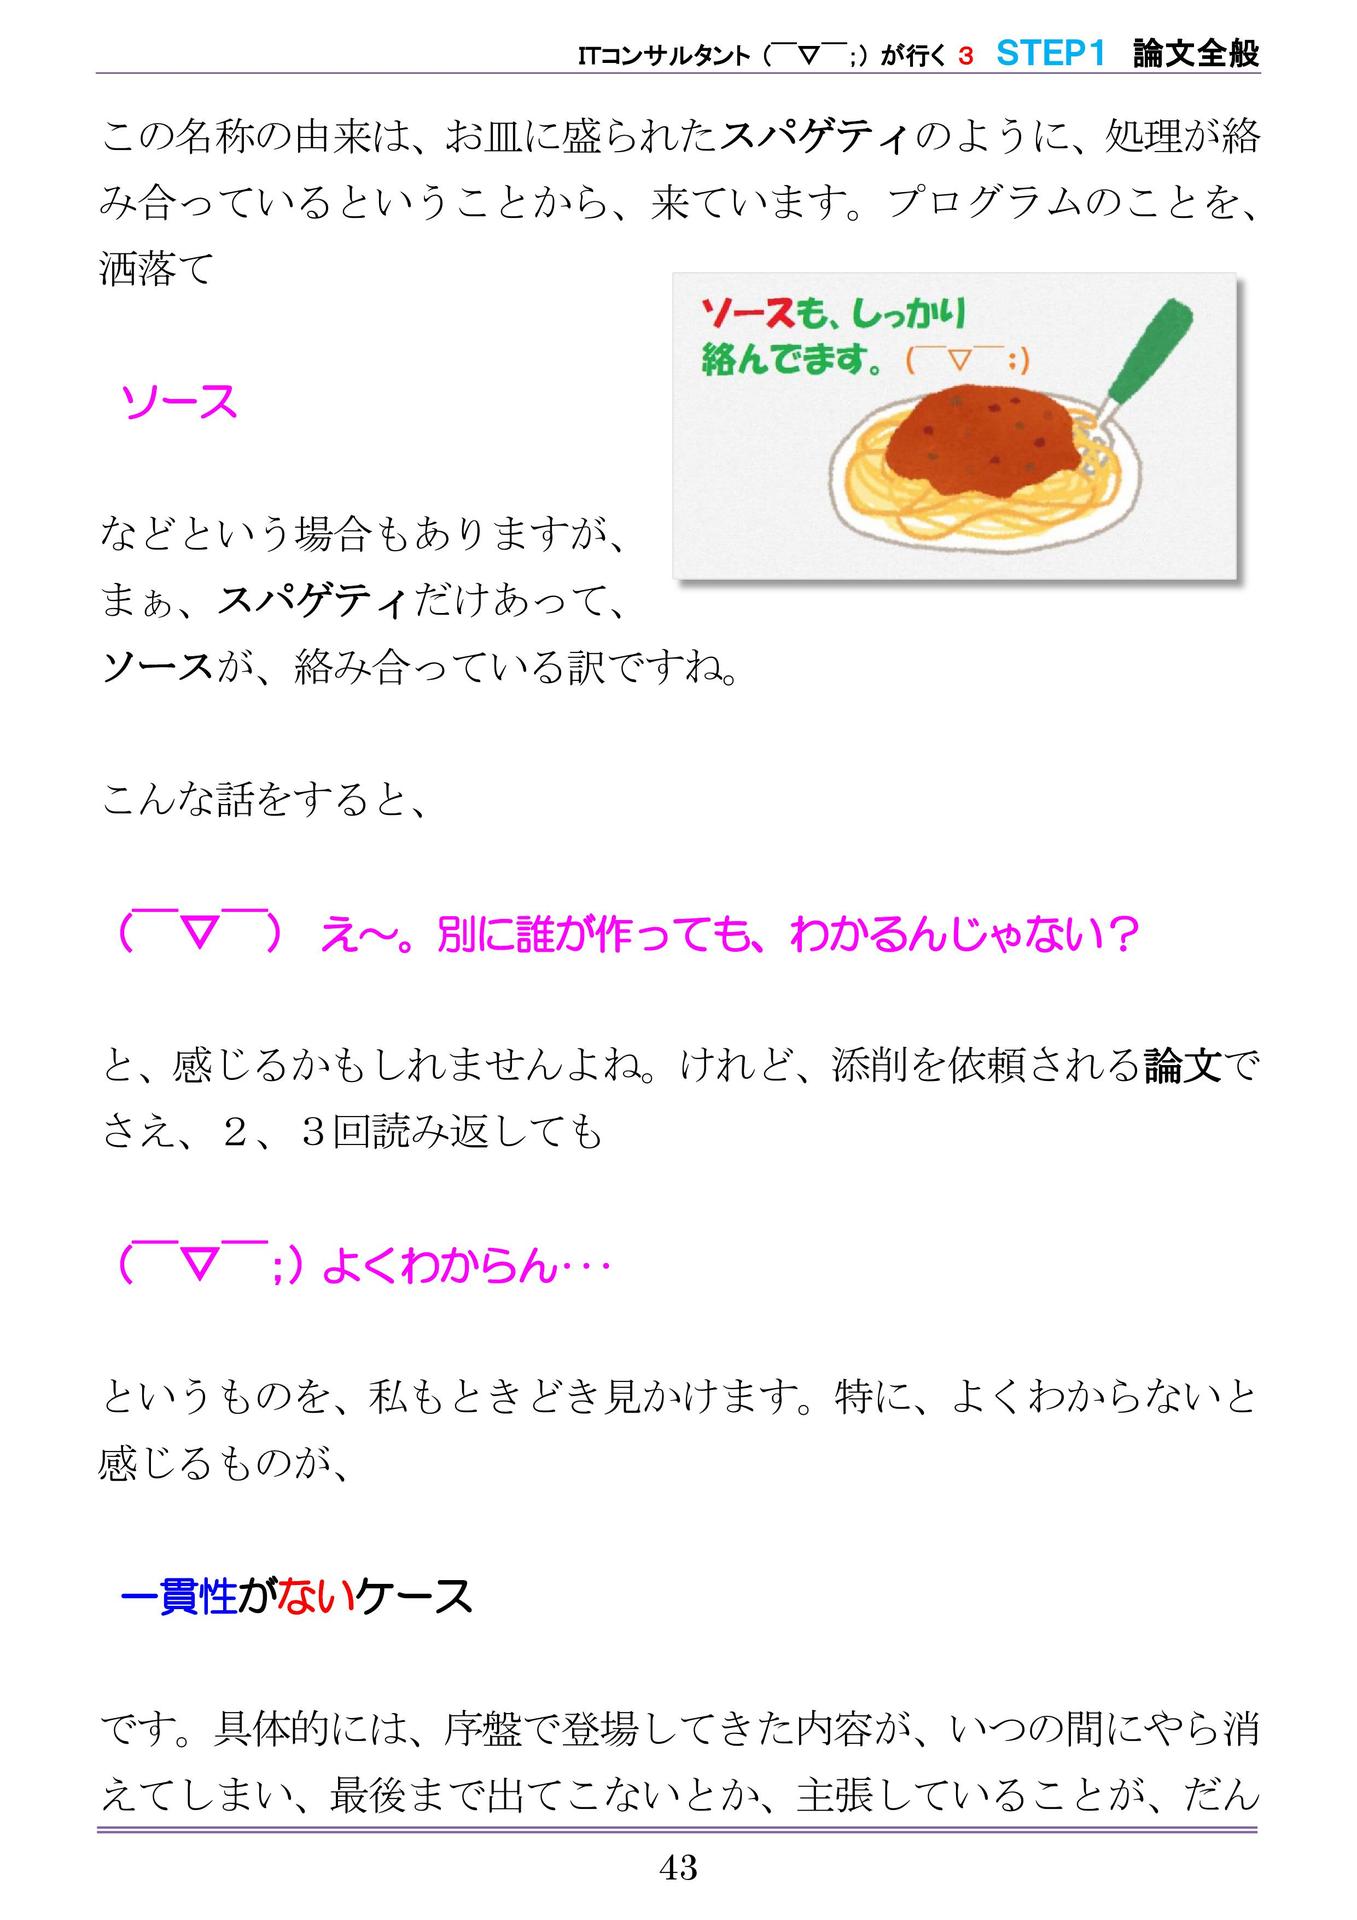 ITコンサルタント（￣▽￣；）が行く 3 STEP1 論文全般
この名称の由来は、お皿に盛られたスパゲティのように、処理が絡
み合っているということから、来ています。プログラムのことを、
洒落て
ソースも、しっかり
絡んでます。（￣▽￣；）
ソース
などという場合もありますが、
まぁ、スパゲティだけあって、
ソースが、絡み合っている訳ですね。
こんな話をすると、
（￣▽￣） え～。別に誰が作っても、わかるんじゃない？
と、感じるかもしれませんよね。けれど、添削を依頼される論文で
さえ、２、３回読み返しても
（￣▽￣；）よくわからん…
というものを、私もときどき見かけます。特に、よくわからないと
感じるものが、
一貫性がないケース
です。具体的には、序盤で登場してきた内容が、いつの間にやら消
えてしまい、最後まで出てこないとか、主張していることが、だん
43